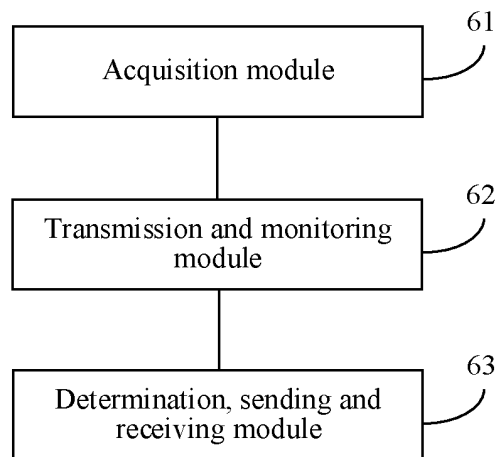 61
Acquisition module
62
Transmission and monitoring
module
63
Determination, sending and
receiving module